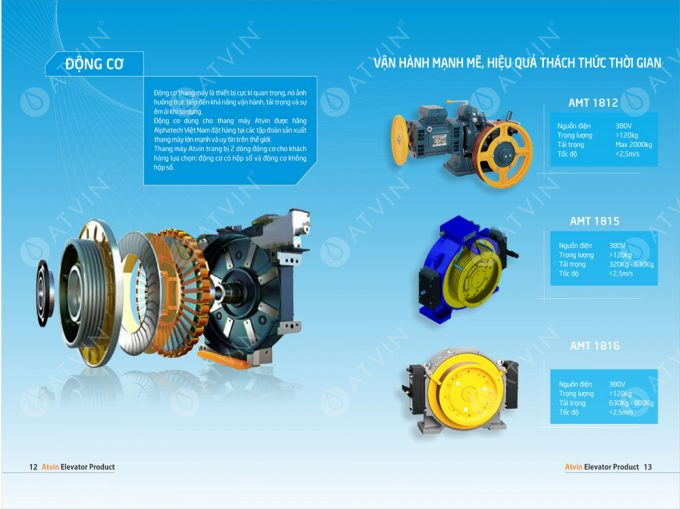 ĐỘNG CƠ
Động cơ thang máy là thiết bị cực kì quan trọng, nó ảnh
hưởng trực tiếp đến khả năng vận hành, tải trọng và sự
êm ái khi sử dụng.
Động cơ dùng cho thang máy Atvin được hãng
Alphatech Việt Nam đặt hàng tại các tập đoàn sản xuất
thang máy lớn mạnh và uy tín trên thế giới.
Thang máy Atvin trang bị 2 dòng động cơ cho khách
hàng lựa chọn: động cơ có hộp số và động cơ không
hộp số.
12 Atvin Elevator Product
VẬN HÀNH MẠNH MẼ, HIỆU QUẢ THÁCH THỨC THỜI GIAN
AMT 1812
Nguồn điện 380V
Trọng lượng >120kg
Tải trọng Max 2000kg
Tốc độ <2,5m/s
AMT 1815
Nguồn điện 380V
Trọng lượng >120kg
Tải trọng 320Kg - 630Kg
Tốc độ <2,5m/s
AMT 1816
Nguồn điện 380V
Trọng lượng >120kg
Tải trọng 630Kg - 800Kg
Tốc độ <2,5m/s
Atvin Elevator Product 13
ATVIN